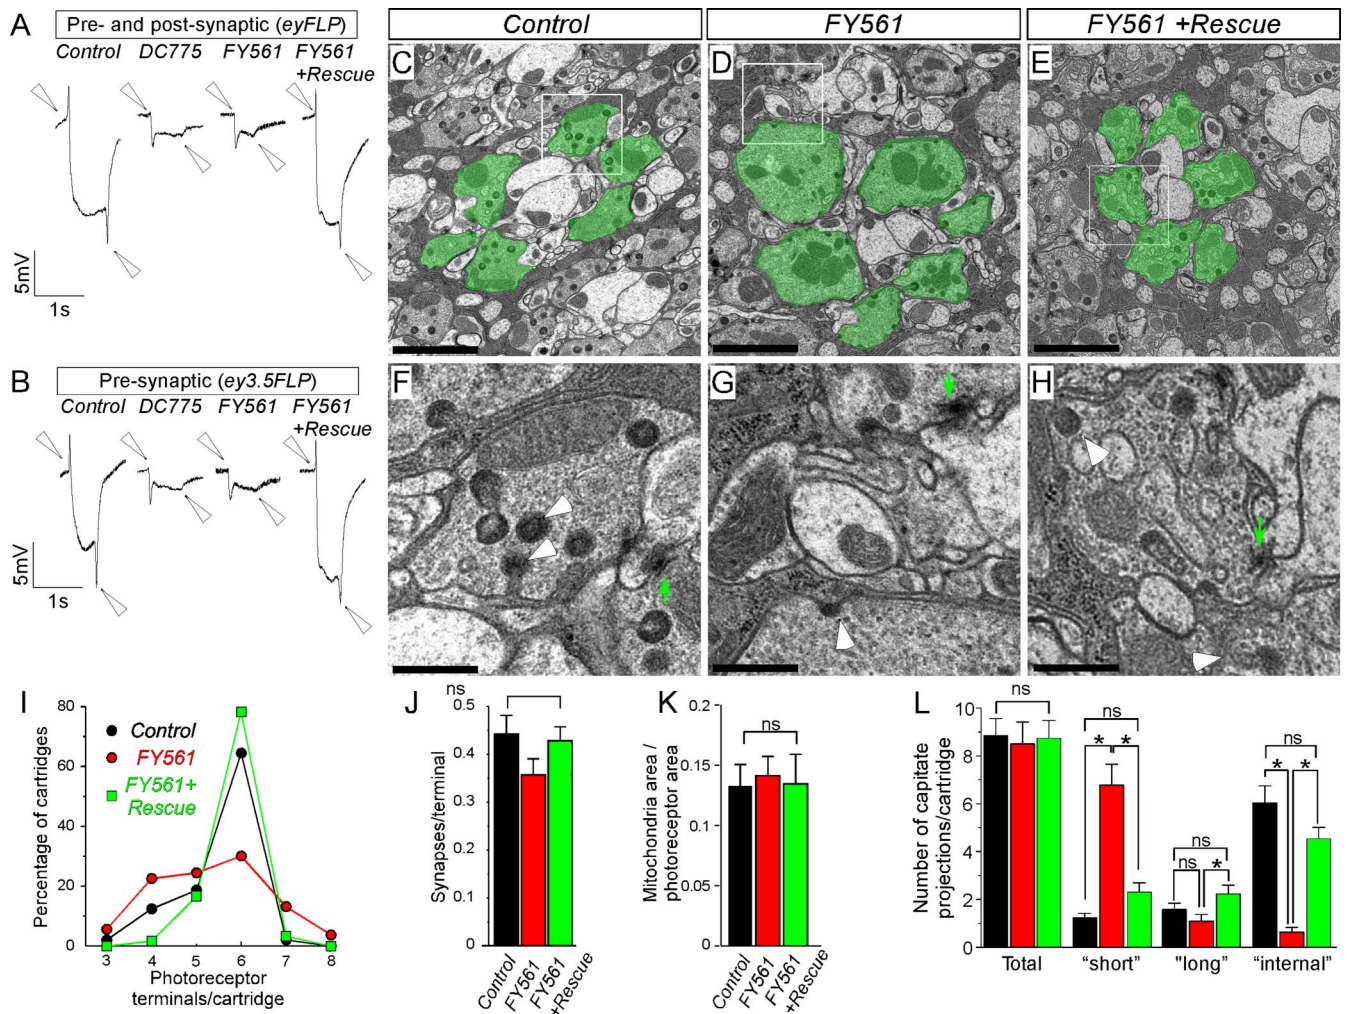 A
Pre- and post-synaptic (eyFLP)
Control DC775 FY561 FY561
+Rescue
5mV
1s
B
Pre-synaptic (ey3.5FLP)
Control DC775 FY561 FY561
+Rescue
5mV
1s
Control
FY561
FY561 +Rescue
C
D
E
F
G
H
I
Percentage of cartridges
80
60
40
20
0
Control
FY561
FY561+
Rescue
3 4 5 6 7 8
Photoreceptor
terminals/cartridge
J
ns
Synapses/terminal
0.5
0.4
0.3
0.2
0.1
0
Control
FY561
FY561
+Rescue
K
Mitochondria area /
photoreceptor area
0.2
0.15
0.1
0.05
0
ns
Control
FY561
FY561
+Rescue
L
Number of capitate
projections/cartridge
10
8
6
4
2
0
ns
ns
* *
ns
ns *
ns
* *
Total “short” "long” “internal”